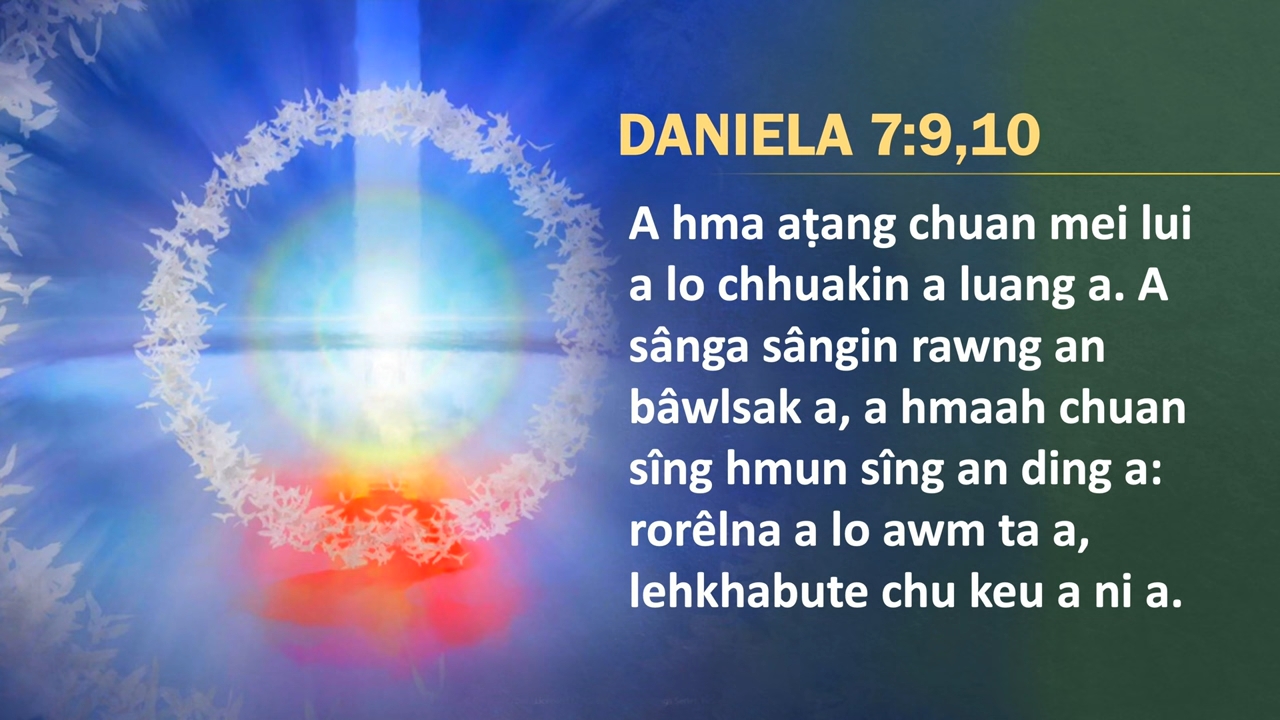 DANIELA 7:9,10
A hma aṭang chuan mei lui
a lo chhuakin a luang a. A
sânga sângin rawng an
bâwlsak a, a hmaah chuan
sîng hmun sîng an ding a:
rorêlna a lo awm ta a,
lehkhabute chu keu a ni a.